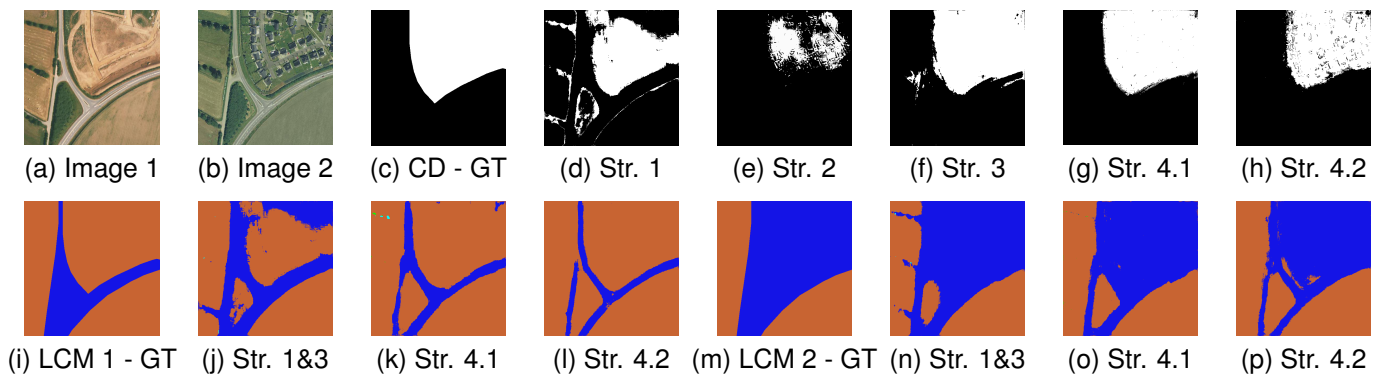 (a) Image 1 (b) Image 2 (c) CD - GT (d) Str. 1 (e) Str. 2 (f) Str. 3 (g) Str. 4.1 (h) Str. 4.2
(i) LCM 1 - GT (j) Str. 1&3 (k) Str. 4.1 (l) Str. 4.2 (m) LCM 2 - GT (n) Str. 1&3 (o) Str. 4.1 (p) Str. 4.2